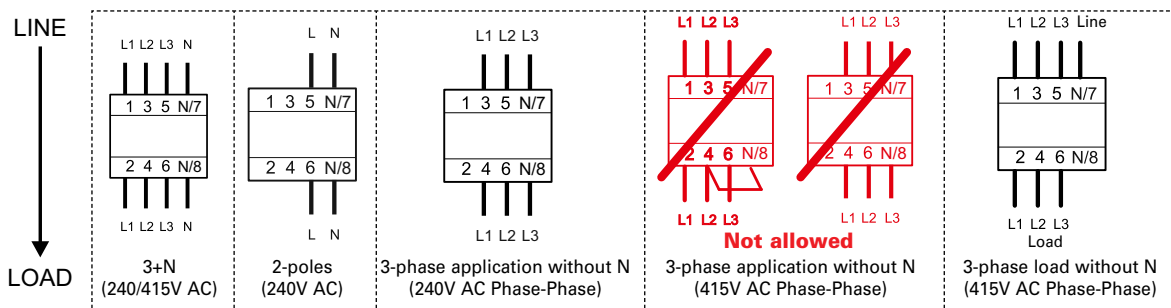 LINE
LOAD
L1 L2 L3 N
1 3 5 N/7
2 4 6 N/8
L1 L2 L3 N
3+N
(240/415V AC)
L N
1 3 5 N/7
2 4 6 N/8
L N
2-poles
(240V AC)
L1 L2 L3
1 3 5 N/7
2 4 6 N/8
L1 L2 L3
3-phase application without N
(240V AC Phase-Phase)
L1 L2 L3
1 3 5 N/7
2 4 6 N/8
L1 L2 L3
L1 L2 L3
1 3 5 N/7
2 4 6 N/8
L1 L2 L3
Not allowed
3-phase application without N
(415V AC Phase-Phase)
L1 L2 L3 Line
1 3 5 N/7
2 4 6 N/8
L1 L2 L3
Load
3-phase load without N
(415V AC Phase-Phase)